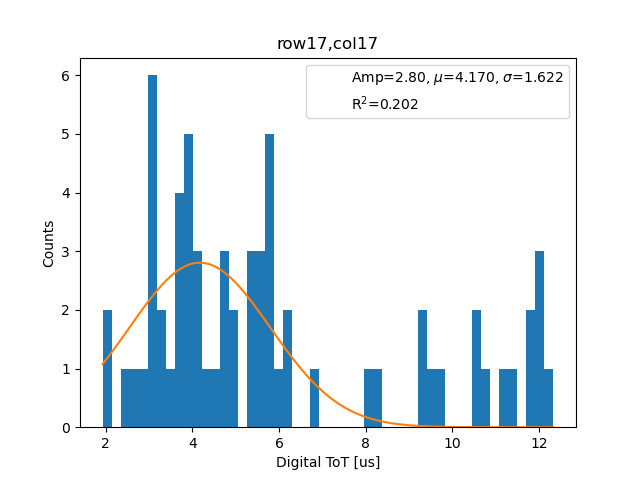 row17,col17
Amp=2.80, μ=4.170, σ=1.622
R²=0.202
6
5
4
3
2
1
0
Counts
2 4 6 8 10 12
Digital ToT [us]